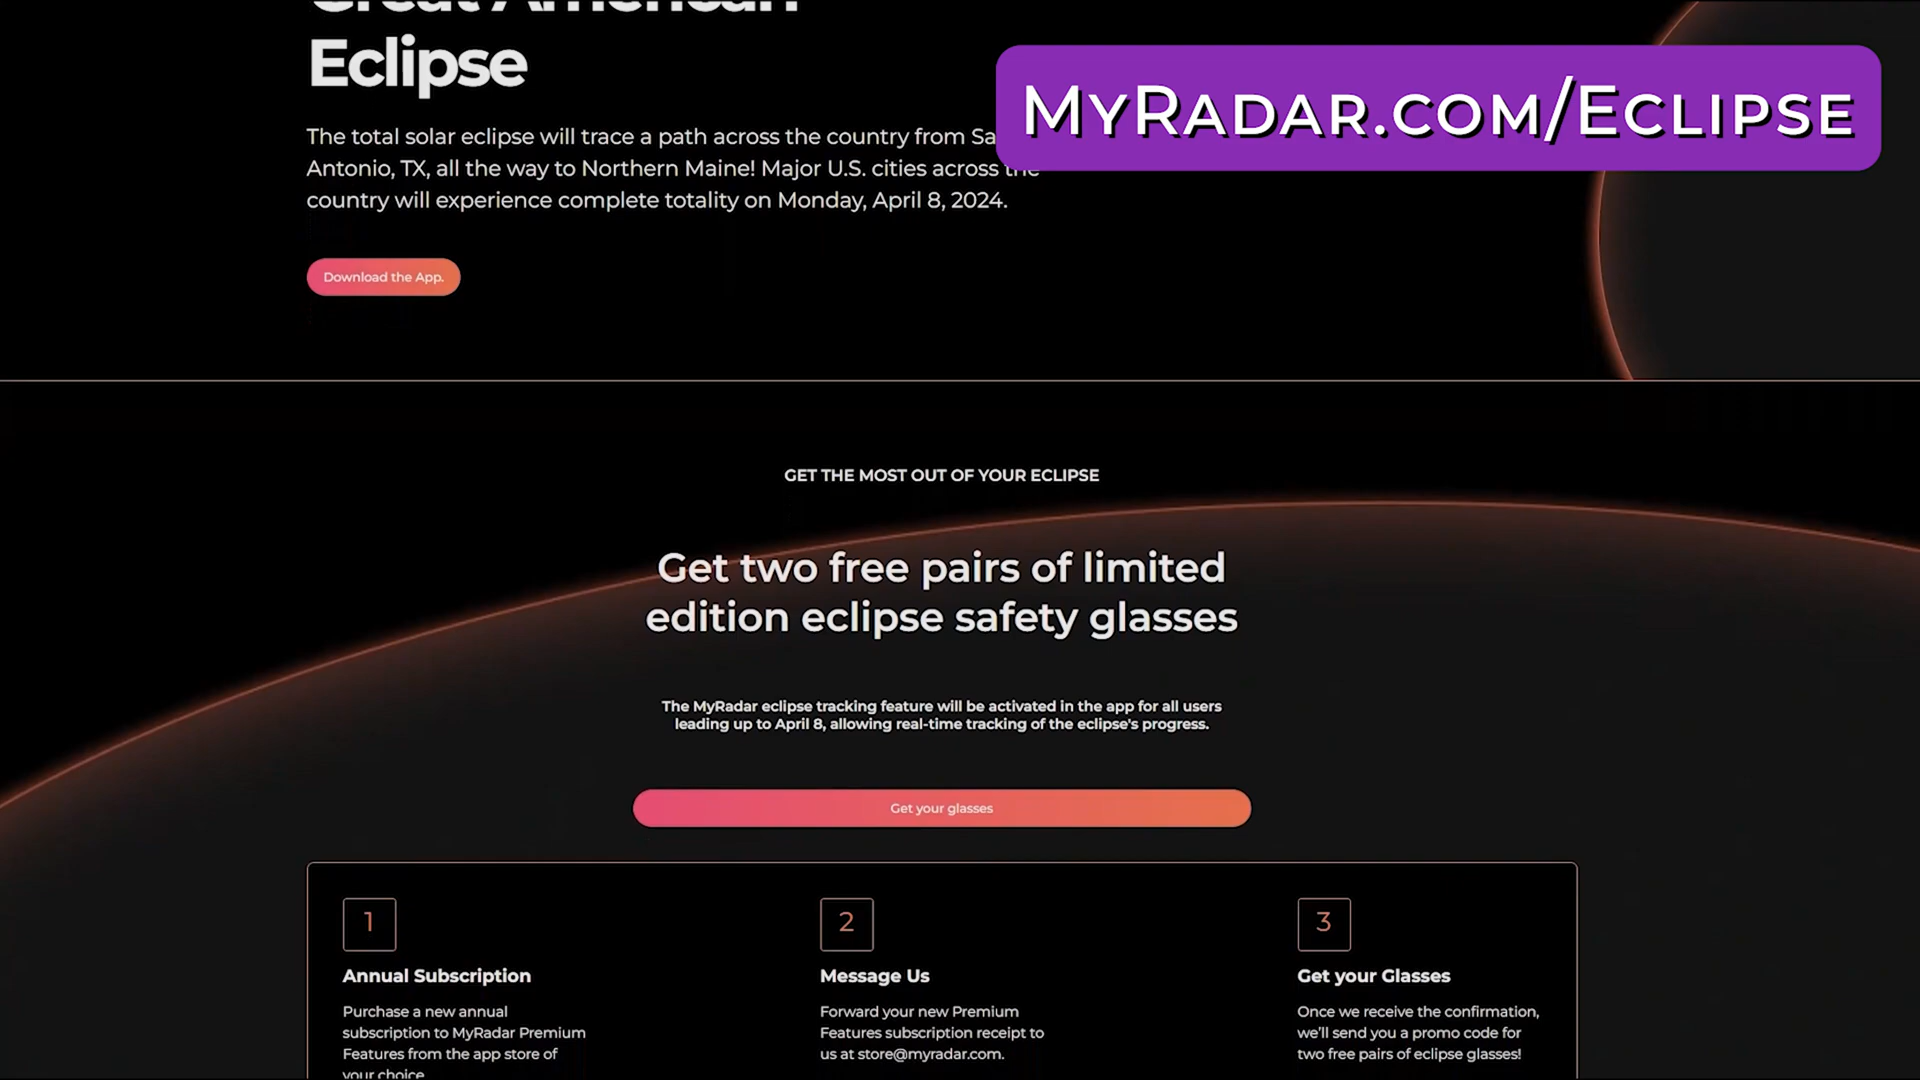 Great American
Eclipse
MyRadar.com/Eclipse
The total solar eclipse will trace a path across the country from Sa
Antonio, TX, all the way to Northern Maine! Major U.S. cities across the
country will experience complete totality on Monday, April 8, 2024.
Download the App.
GET THE MOST OUT OF YOUR ECLIPSE
Get two free pairs of limited
edition eclipse safety glasses
The MyRadar eclipse tracking feature will be activated in the app for all users
leading up to April 8, allowing real-time tracking of the eclipse's progress.
Get your glasses
1
Annual Subscription
Purchase a new annual
subscription to MyRadar Premium
Features from the app store of
your choice
2
Message Us
Forward your new Premium
Features subscription receipt to
us at store@myradar.com.
3
Get your Glasses
Once we receive the confirmation,
we'll send you a promo code for
two free pairs of eclipse glasses!